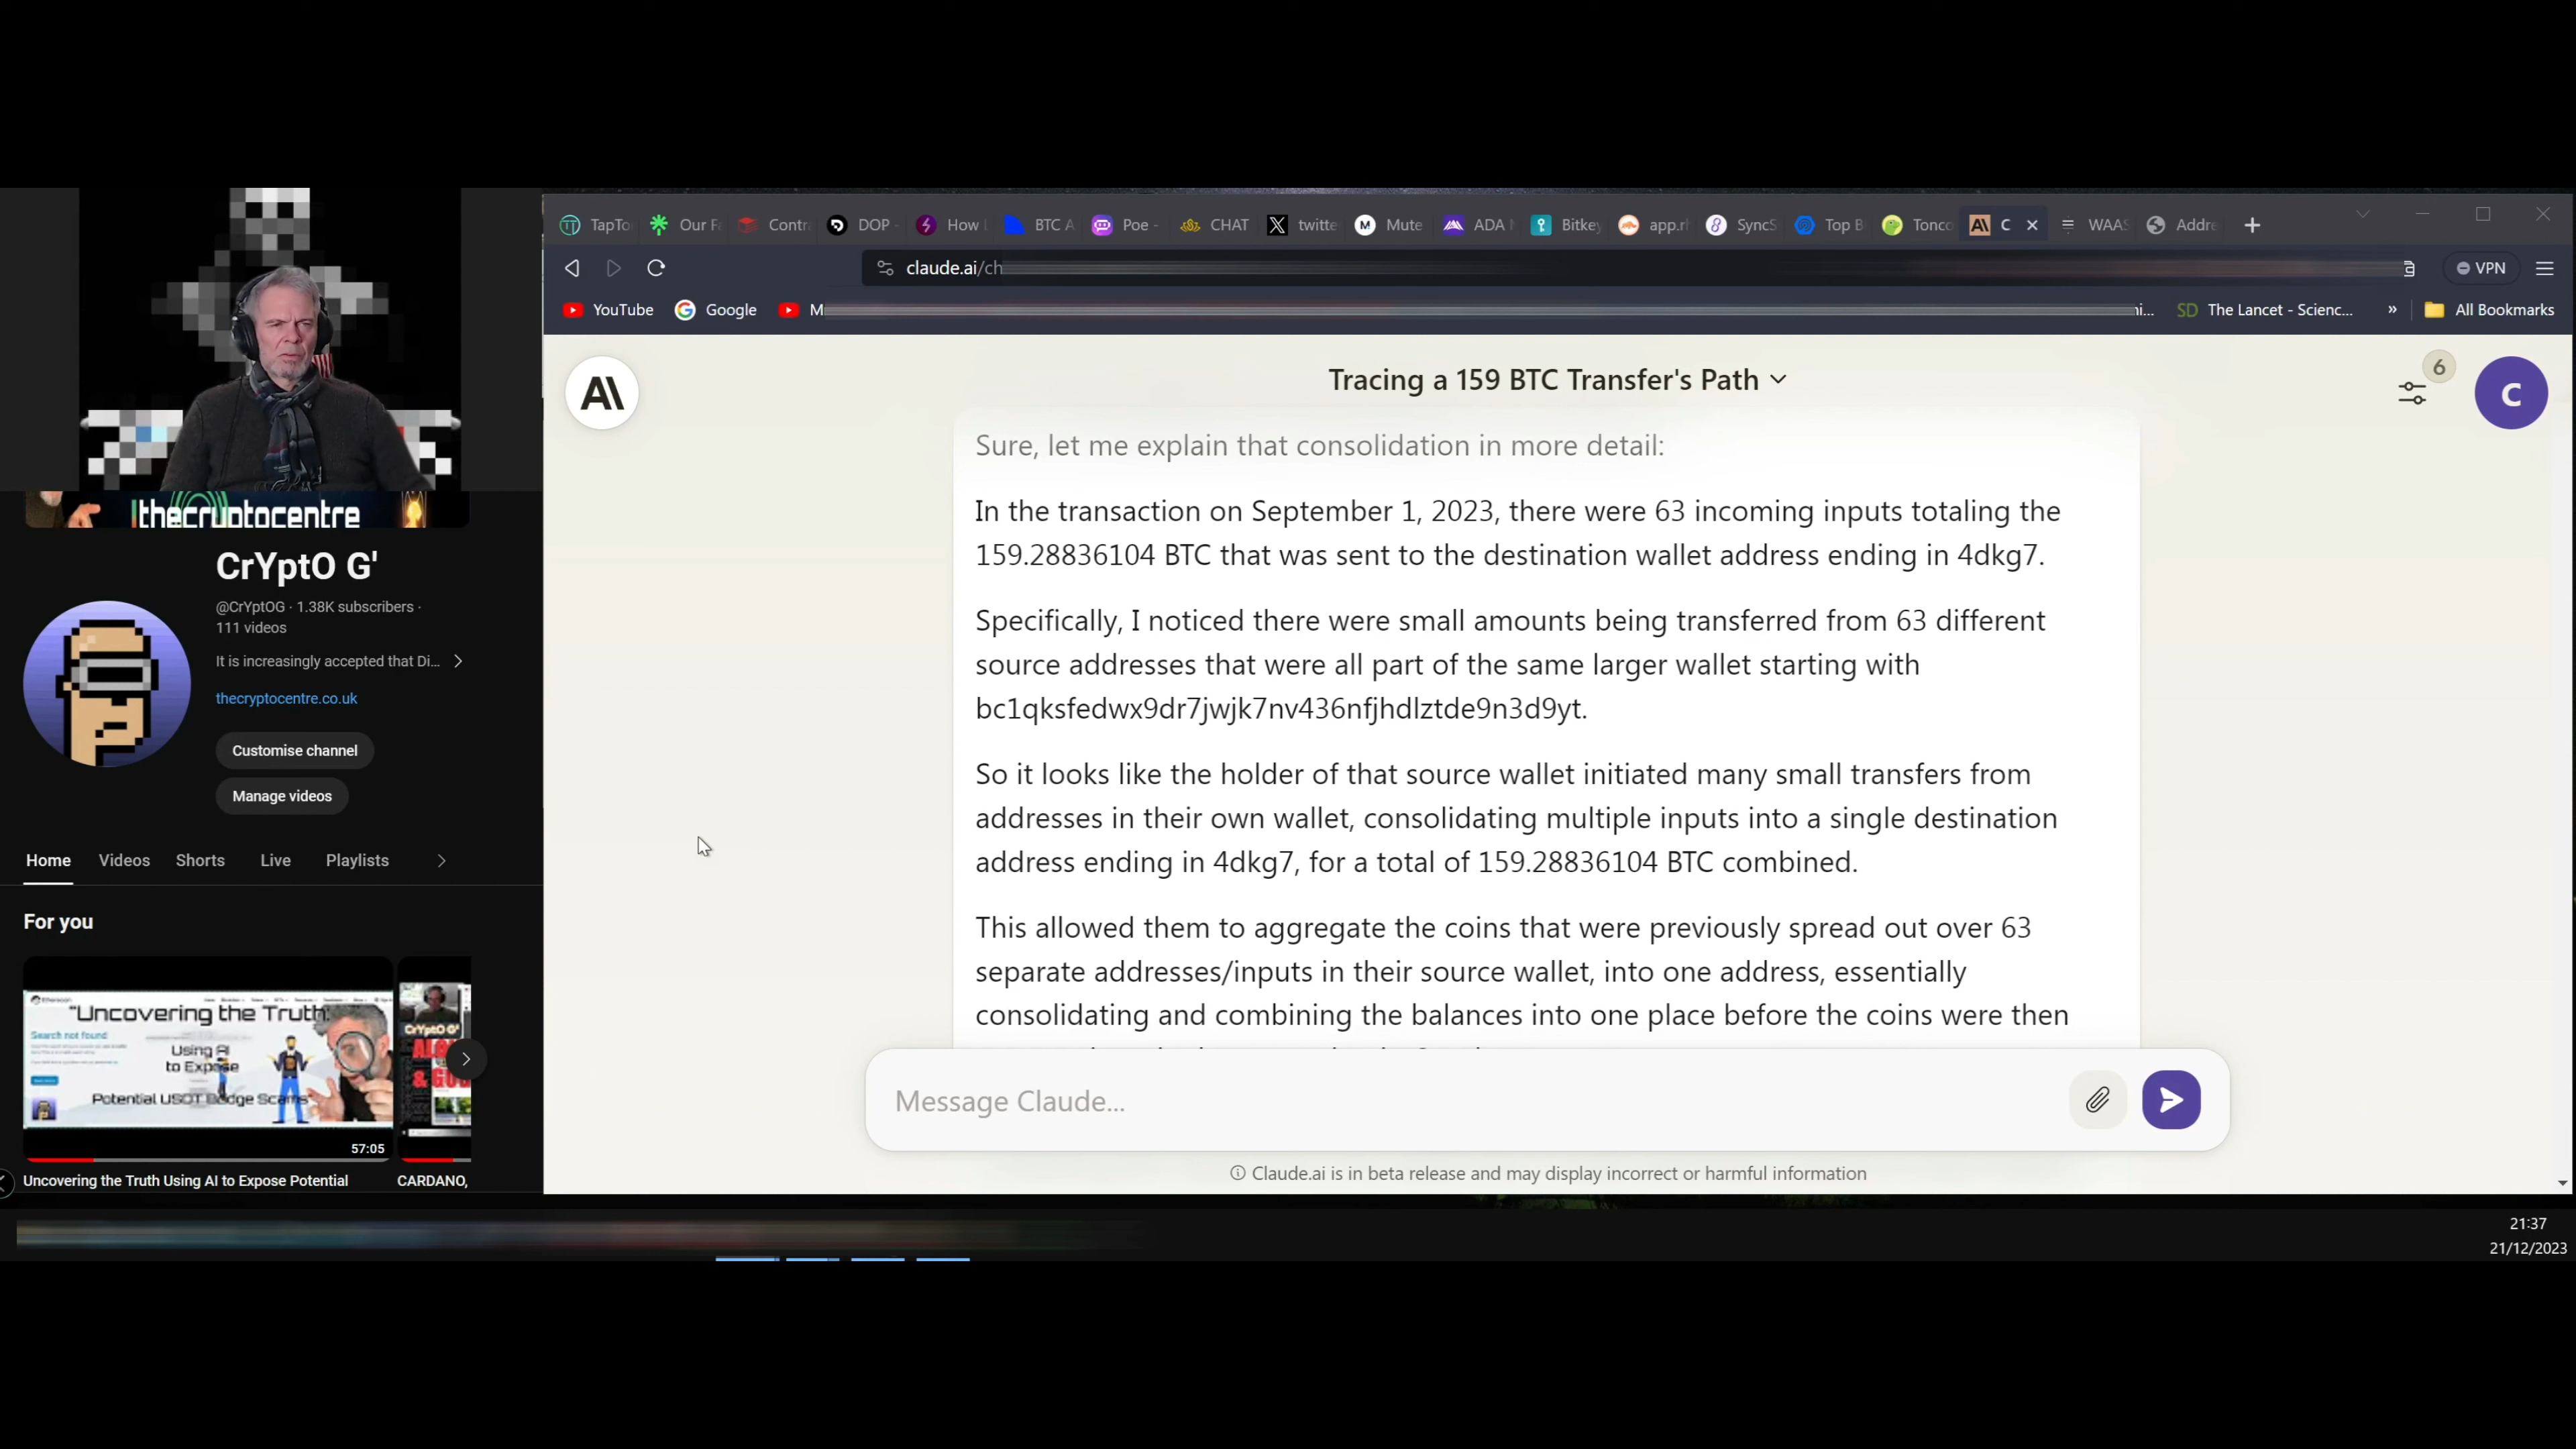 TapTo
Our Fa
Contra
DOP -
How I
BTC A
Poe -
CHAT
twitte
Mute
ADA
Bitkey
app.rl
SyncS
Top B
Tonco
C
WAAS
Addre
claude.ai/ch
VPN
YouTube
Google
M
ni...
SD The Lancet - Scienc...
»
All Bookmarks
Tracing a 159 BTC Transfer's Path
6
C
Sure, let me explain that consolidation in more detail:
In the transaction on September 1, 2023, there were 63 incoming inputs totaling the
159.28836104 BTC that was sent to the destination wallet address ending in 4dkg7.
Specifically, I noticed there were small amounts being transferred from 63 different
source addresses that were all part of the same larger wallet starting with
bc1qksfedwx9dr7jwjk7nv436nfjhdlztde9n3d9yt.
So it looks like the holder of that source wallet initiated many small transfers from
addresses in their own wallet, consolidating multiple inputs into a single destination
address ending in 4dkg7, for a total of 159.28836104 BTC combined.
This allowed them to aggregate the coins that were previously spread out over 63
separate addresses/inputs in their source wallet, into one address, essentially
consolidating and combining the balances into one place before the coins were then
Message Claude...
Claude.ai is in beta release and may display incorrect or harmful information
thecryptocentre
CrYptO G'
@CrYptOG · 1.38K subscribers ·
111 videos
It is increasingly accepted that Di...
thecryptocentre.co.uk
Customise channel
Manage videos
Home
Videos
Shorts
Live
Playlists
For you
"Uncovering the Truth:
Search not found
Using AI
to Expose
Potential USDT Bridge Scams
57:05
CrYptO G'
Uncovering the Truth Using AI to Expose Potential
CARDANO,
21:37
21/12/2023